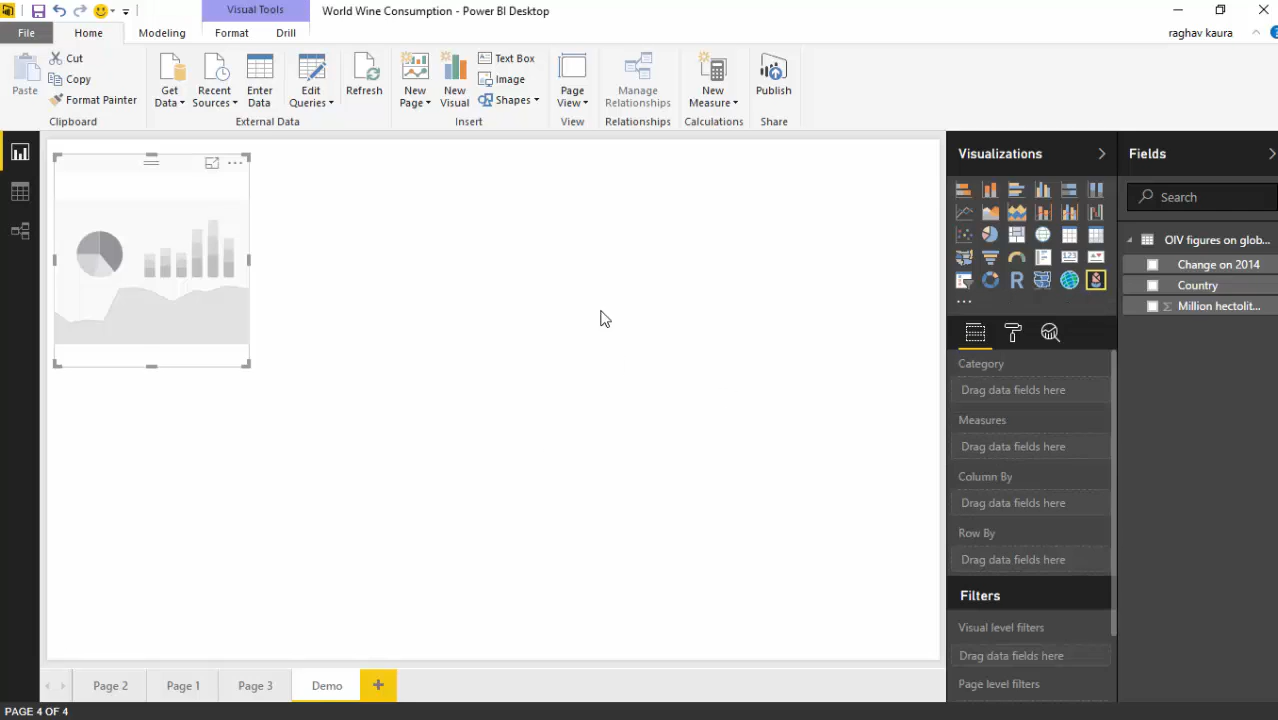 Visual Tools
World Wine Consumption - Power BI Desktop
File
Home
Modeling
Format
Drill
raghav kaura
Paste
Cut
Copy
Format Painter
Clipboard
Get
Data
Recent
Sources
Enter
Data
Edit
Queries
Refresh
External Data
New
Page
New
Visual
Text Box
Image
Shapes
Insert
Page
View
View
Manage
Relationships
Relationships
New
Measure
Calculations
Publish
Share
Visualizations
R
123
Category
Drag data fields here
Measures
Drag data fields here
Column By
Drag data fields here
Row By
Drag data fields here
Filters
Visual level filters
Drag data fields here
Page level filters
Fields
Search
OIV figures on glob...
Change on 2014
Country
Σ Million hectolit...
Page 2
Page 1
Page 3
Demo
+
PAGE 4 OF 4